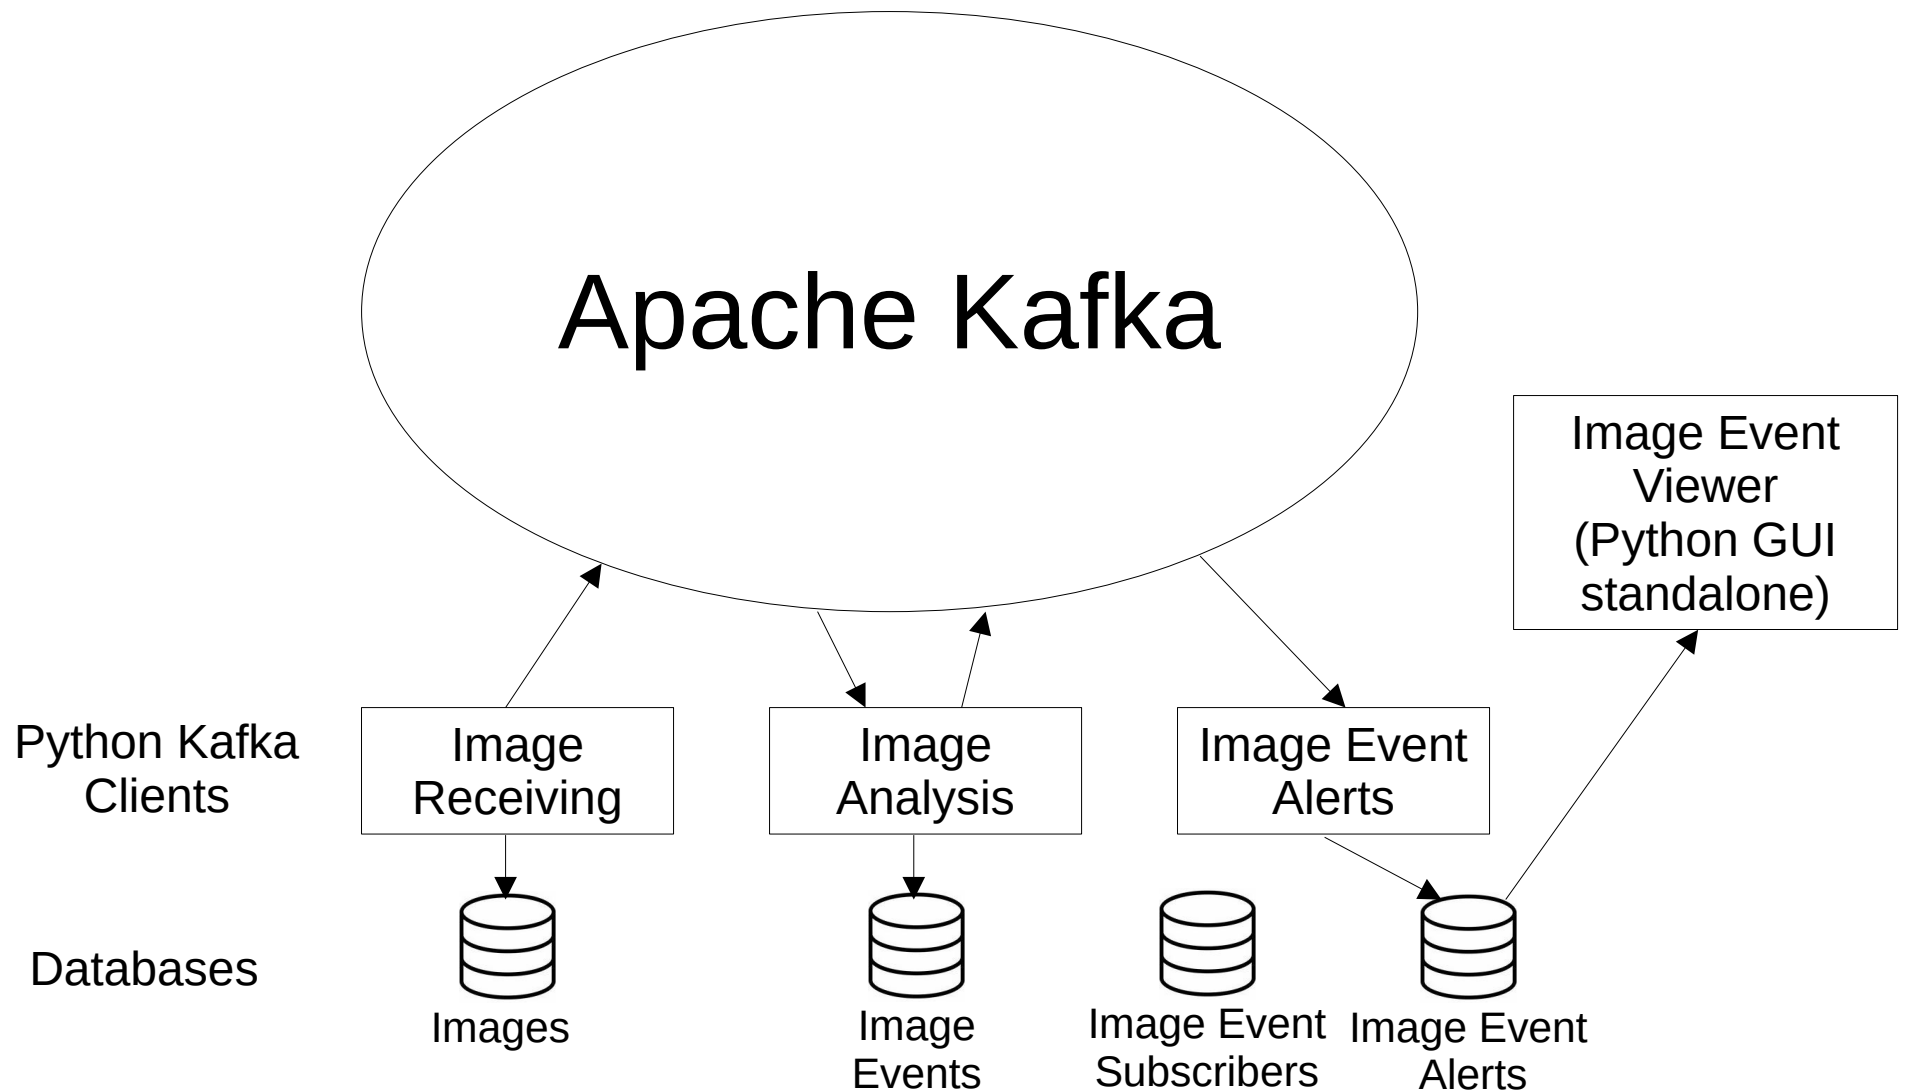 Apache Kafka
Image Event
Viewer
(Python GUI
standalone)
Python Kafka
Clients
Image
Receiving
Image
Analysis
Image Event
Alerts
Databases
Images
Image
Events
Image Event
Subscribers
Image Event
Alerts